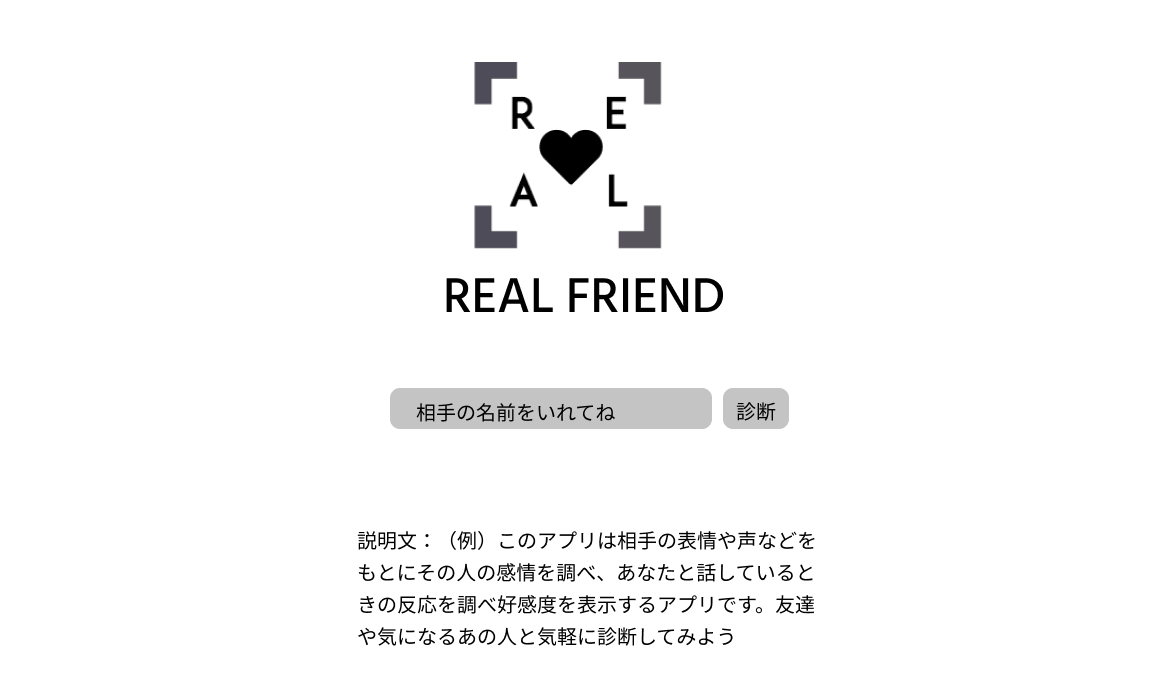 R E
A L
REAL FRIEND
相手の名前をいれてね 診断
説明文：（例）このアプリは相手の表情や声などを
もとにその人の感情を調べ、あなたと話していると
きの反応を調べ好感度を表示するアプリです。友達
や気になるあの人と気軽に診断してみよう